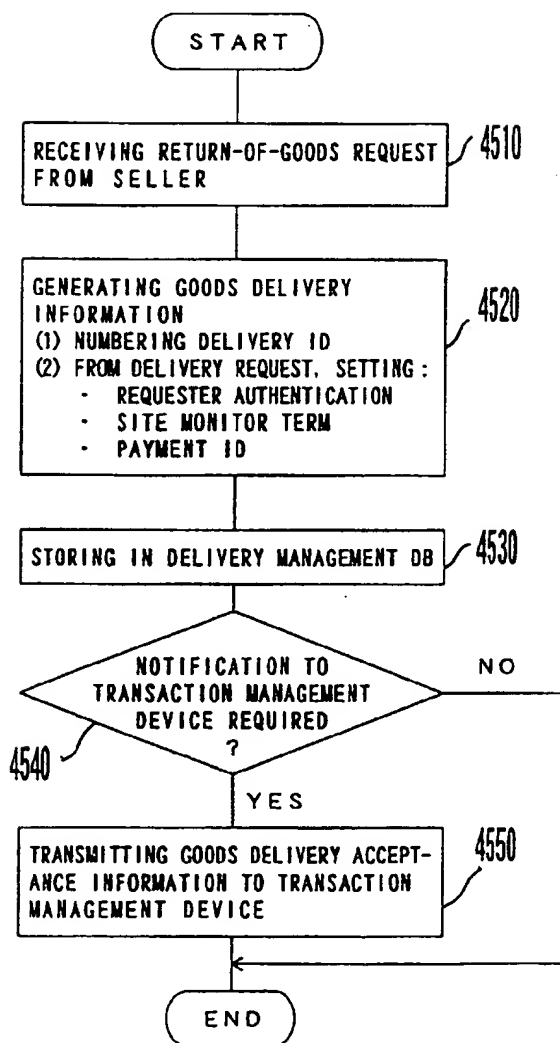 START
RECEIVING RETURN-OF-GOODS REQUEST
FROM SELLER
4510
GENERATING GOODS DELIVERY
INFORMATION
(1) NUMBERING DELIVERY ID
(2) FROM DELIVERY REQUEST, SETTING:
- REQUESTER AUTHENTICATION
- SITE MONITOR TERM
- PAYMENT ID
4520
STORING IN DELIVERY MANAGEMENT DB
4530
NOTIFICATION TO
TRANSACTION MANAGEMENT
DEVICE REQUIRED
?
NO
4540
YES
TRANSMITTING GOODS DELIVERY ACCEPT-
ANCE INFORMATION TO TRANSACTION
MANAGEMENT DEVICE
4550
END